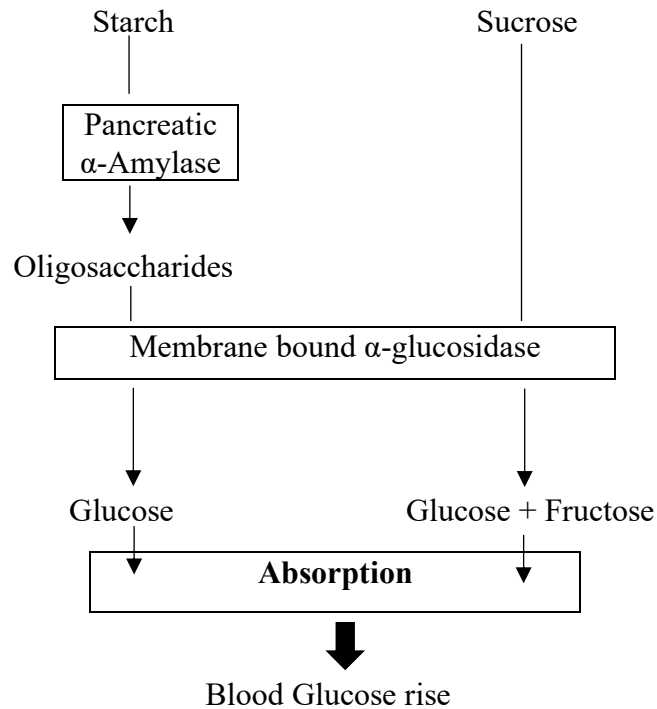 Starch
Sucrose
Pancreatic
α-Amylase
Oligosaccharides
Membrane bound α-glucosidase
Glucose
Glucose + Fructose
Absorption
Blood Glucose rise